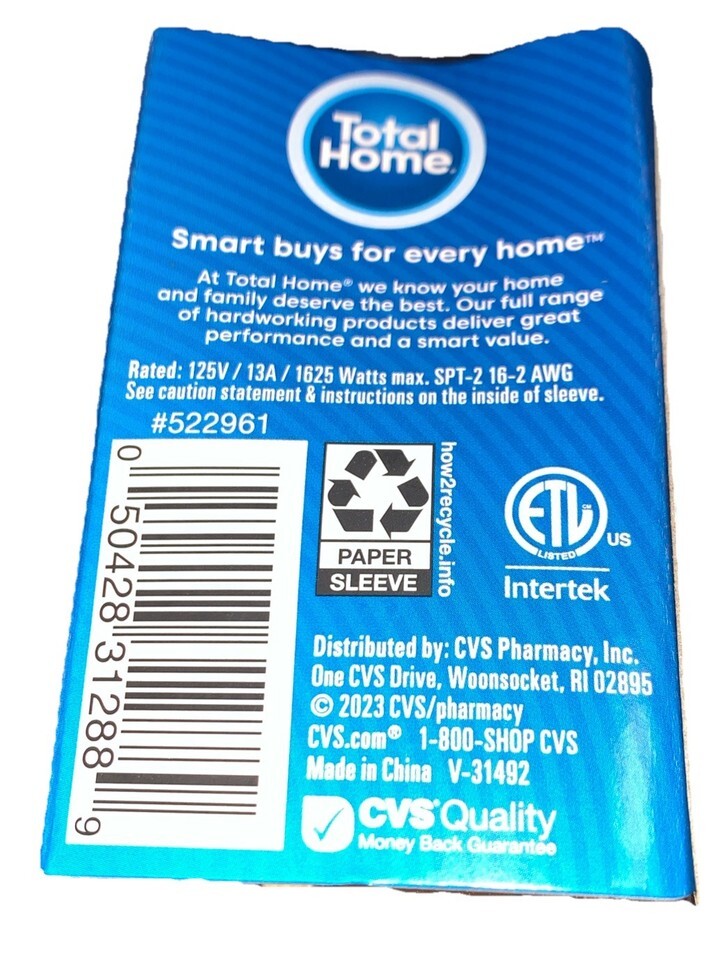 Total
Home®
Smart buys for every home™
At Total Home® we know your home
and family deserve the best. Our full range
of hardworking products deliver great
performance and a smart value.
Rated: 125V / 13A / 1625 Watts max. SPT-2 16-2 AWG
See caution statement & instructions on the inside of sleeve.
#522961
0 50428 31288 9
PAPER
SLEEVE
how2recycle.info
ETL
CM
LISTED
US
Intertek
Distributed by: CVS Pharmacy, Inc.
One CVS Drive, Woonsocket, RI 02895
© 2023 CVS/pharmacy
CVS.com® 1-800-SHOP CVS
Made in China V-31492
CVS® Quality
Money Back Guarantee